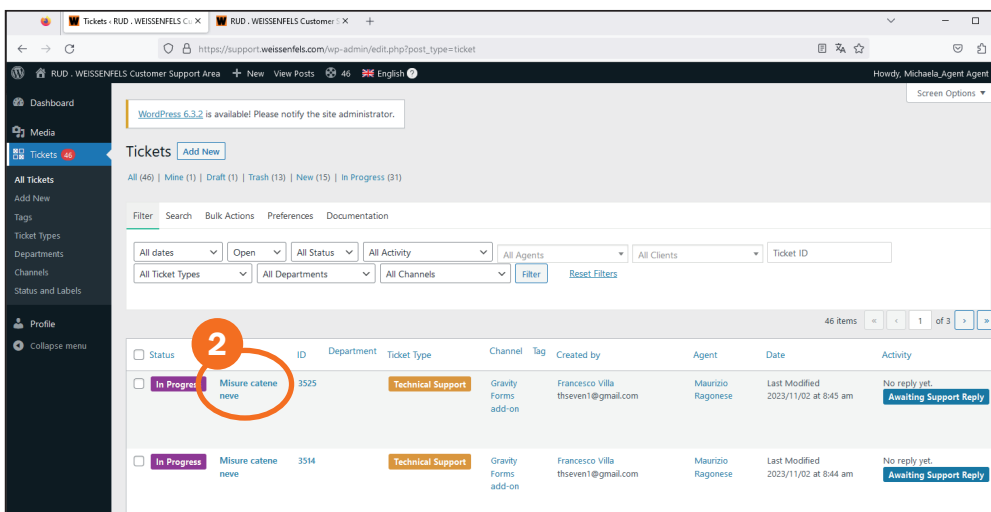 Tickets ‹ RUD . WEISSENFELS Cu
RUD . WEISSENFELS Customer S
https://support.weissenfels.com/wp-admin/edit.php?post_type=ticket
RUD . WEISSENFELS Customer Support Area + New View Posts 46 English Howdy, Michaela_Agent Agent
Screen Options
Dashboard
Media
Tickets 46
All Tickets
Add New
Tags
Ticket Types
Departments
Channels
Status and Labels
Profile
Collapse menu
WordPress 6.3.2 is available! Please notify the site administrator.
Tickets Add New
All (46) | Mine (1) | Draft (1) | Trash (13) | New (15) | In Progress (31)
Filter Search Bulk Actions Preferences Documentation
All dates Open All Status All Activity All Agents All Clients Ticket ID
All Ticket Types All Departments All Channels Filter Reset Filters
46 items « ‹ 1 of 3 › »
2
Status ID Department Ticket Type Channel Tag Created by Agent Date Activity
In Progress Misure catene neve 3525 Technical Support Gravity Forms add-on Francesco Villa thseven1@gmail.com Maurizio Ragonese Last Modified 2023/11/02 at 8:45 am No reply yet. Awaiting Support Reply
In Progress Misure catene neve 3514 Technical Support Gravity Forms add-on Francesco Villa thseven1@gmail.com Maurizio Ragonese Last Modified 2023/11/02 at 8:44 am No reply yet. Awaiting Support Reply